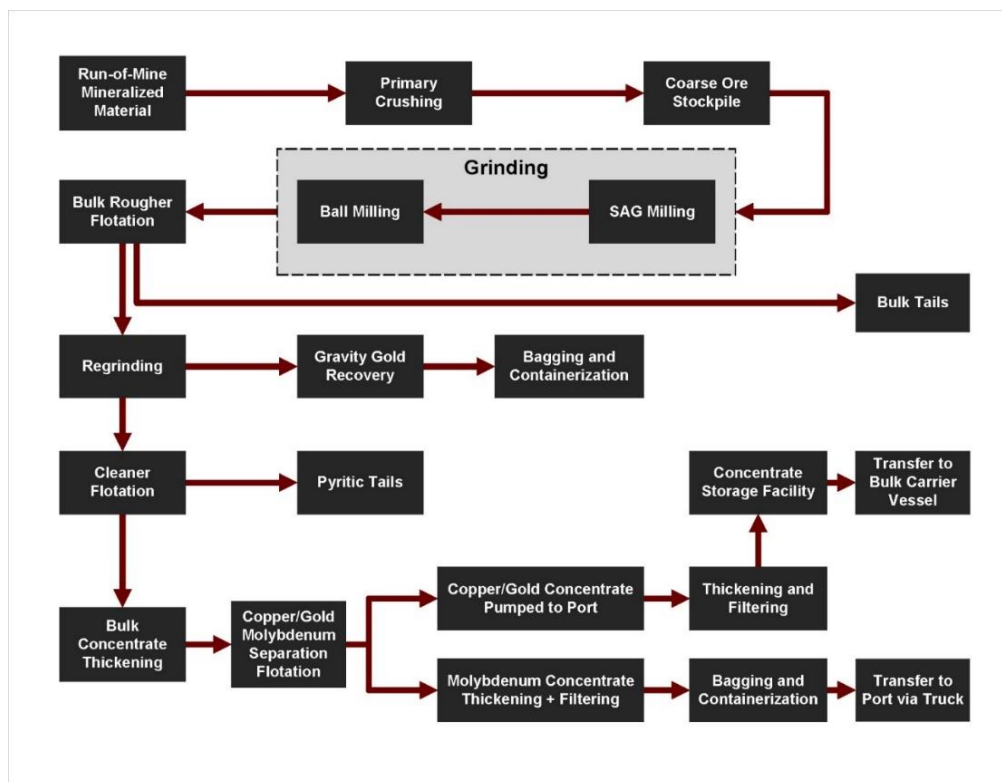 Run-of-Mine
Mineralized
Material
Primary
Crushing
Coarse Ore
Stockpile
Grinding
Bulk Rougher
Flotation
Ball Milling
SAG Milling
Bulk Tails
Regrinding
Gravity Gold
Recovery
Bagging and
Containerization
Cleaner
Flotation
Pyritic Tails
Concentrate
Storage Facility
Transfer to
Bulk Carrier
Vessel
Bulk
Concentrate
Thickening
Copper/Gold
Molybdenum
Separation
Flotation
Copper/Gold Concentrate
Pumped to Port
Thickening and
Filtering
Molybdenum Concentrate
Thickening + Filtering
Bagging and
Containerization
Transfer to
Port via Truck